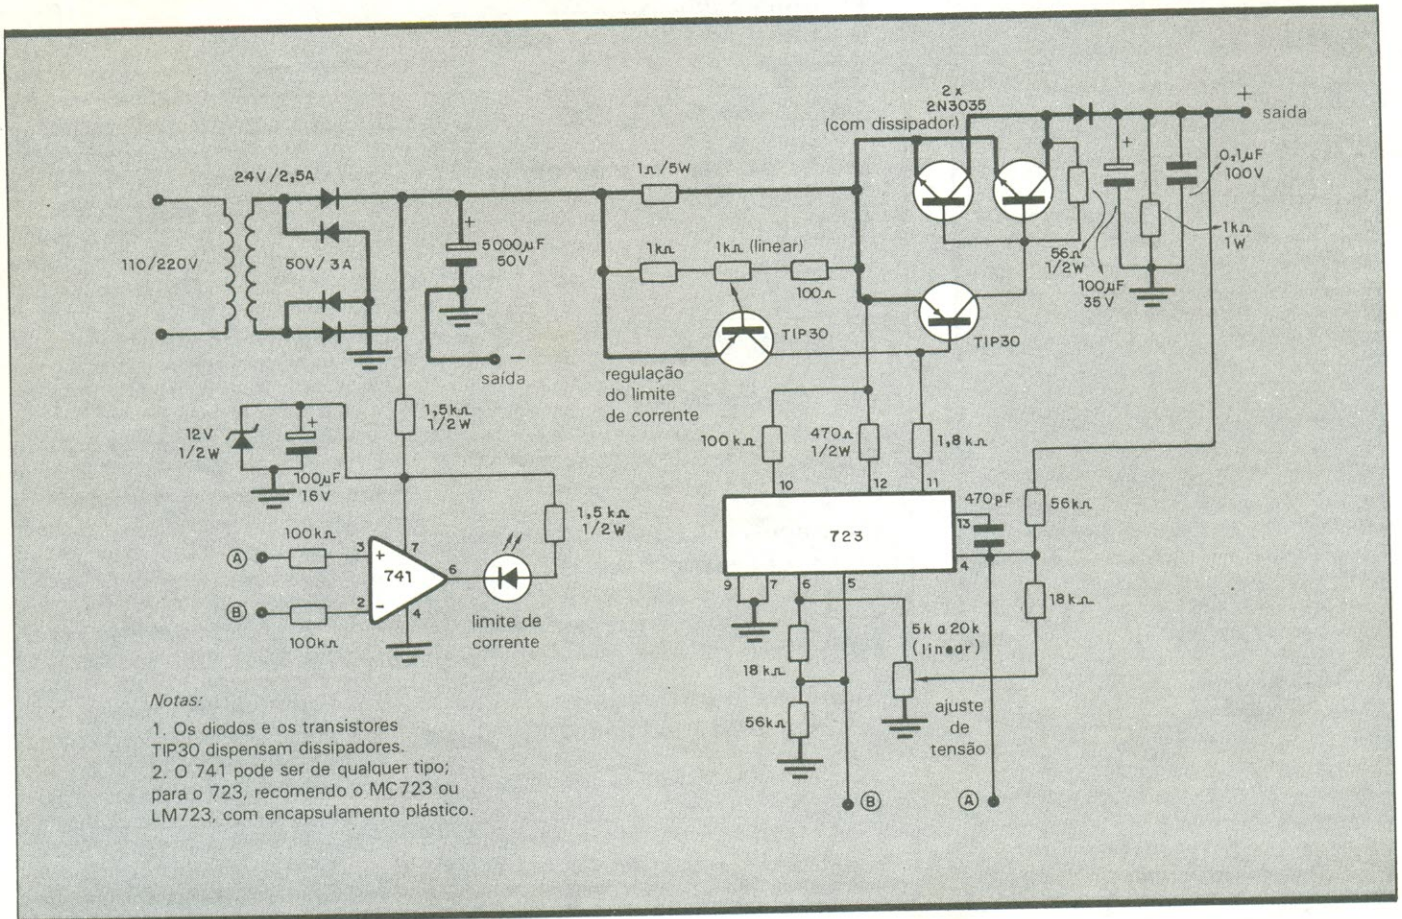 2 x
2N3035
(com dissipador)
+
saída
24V/2,5A
110/220V
50V/3A
+
5000µF
50V
−
saída
1Ω/5W
1kΩ
1kΩ (linear)
100Ω
TIP30
regulação
do limite
de corrente
TIP30
+
56Ω
1/2W
100µF
35V
0,1µF
100V
1kΩ
1W
12V
1/2W
+
100µF
16V
1,5kΩ
1/2W
1,5kΩ
1/2W
100kΩ
470Ω
1/2W
1,8kΩ
10
12
11
470pF
13
723
4
56kΩ
18kΩ
9
7
6
5
A
100kΩ
3
+
7
741
6
B
100kΩ
2
−
4
limite de
corrente
18kΩ
56kΩ
5k a 20k
(linear)
ajuste
de
tensão
B
A
Notas:
1. Os diodos e os transistores
TIP30 dispensam dissipadores.
2. O 741 pode ser de qualquer tipo;
para o 723, recomendo o MC723 ou
LM723, com encapsulamento plástico.